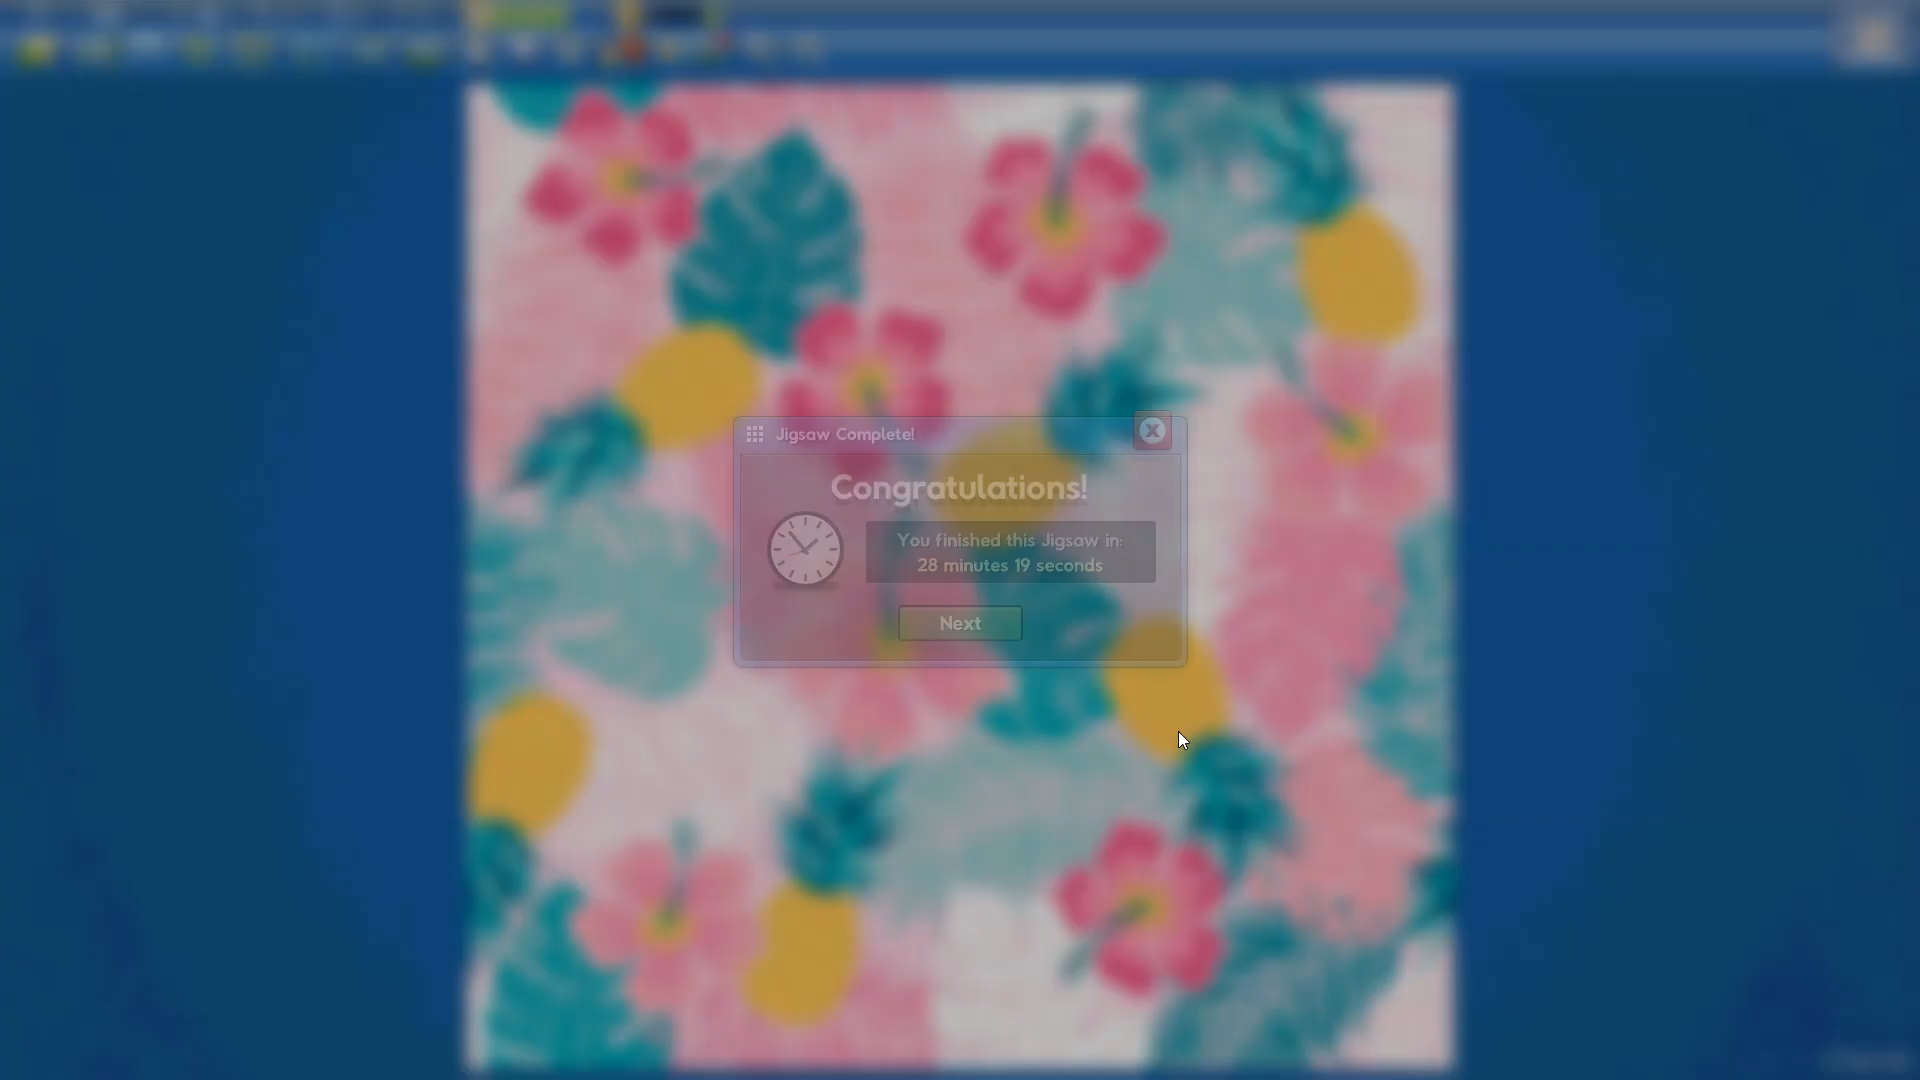 Jigsaw Complete!
Congratulations!
You finished this Jigsaw in:
28 minutes 19 seconds
Next